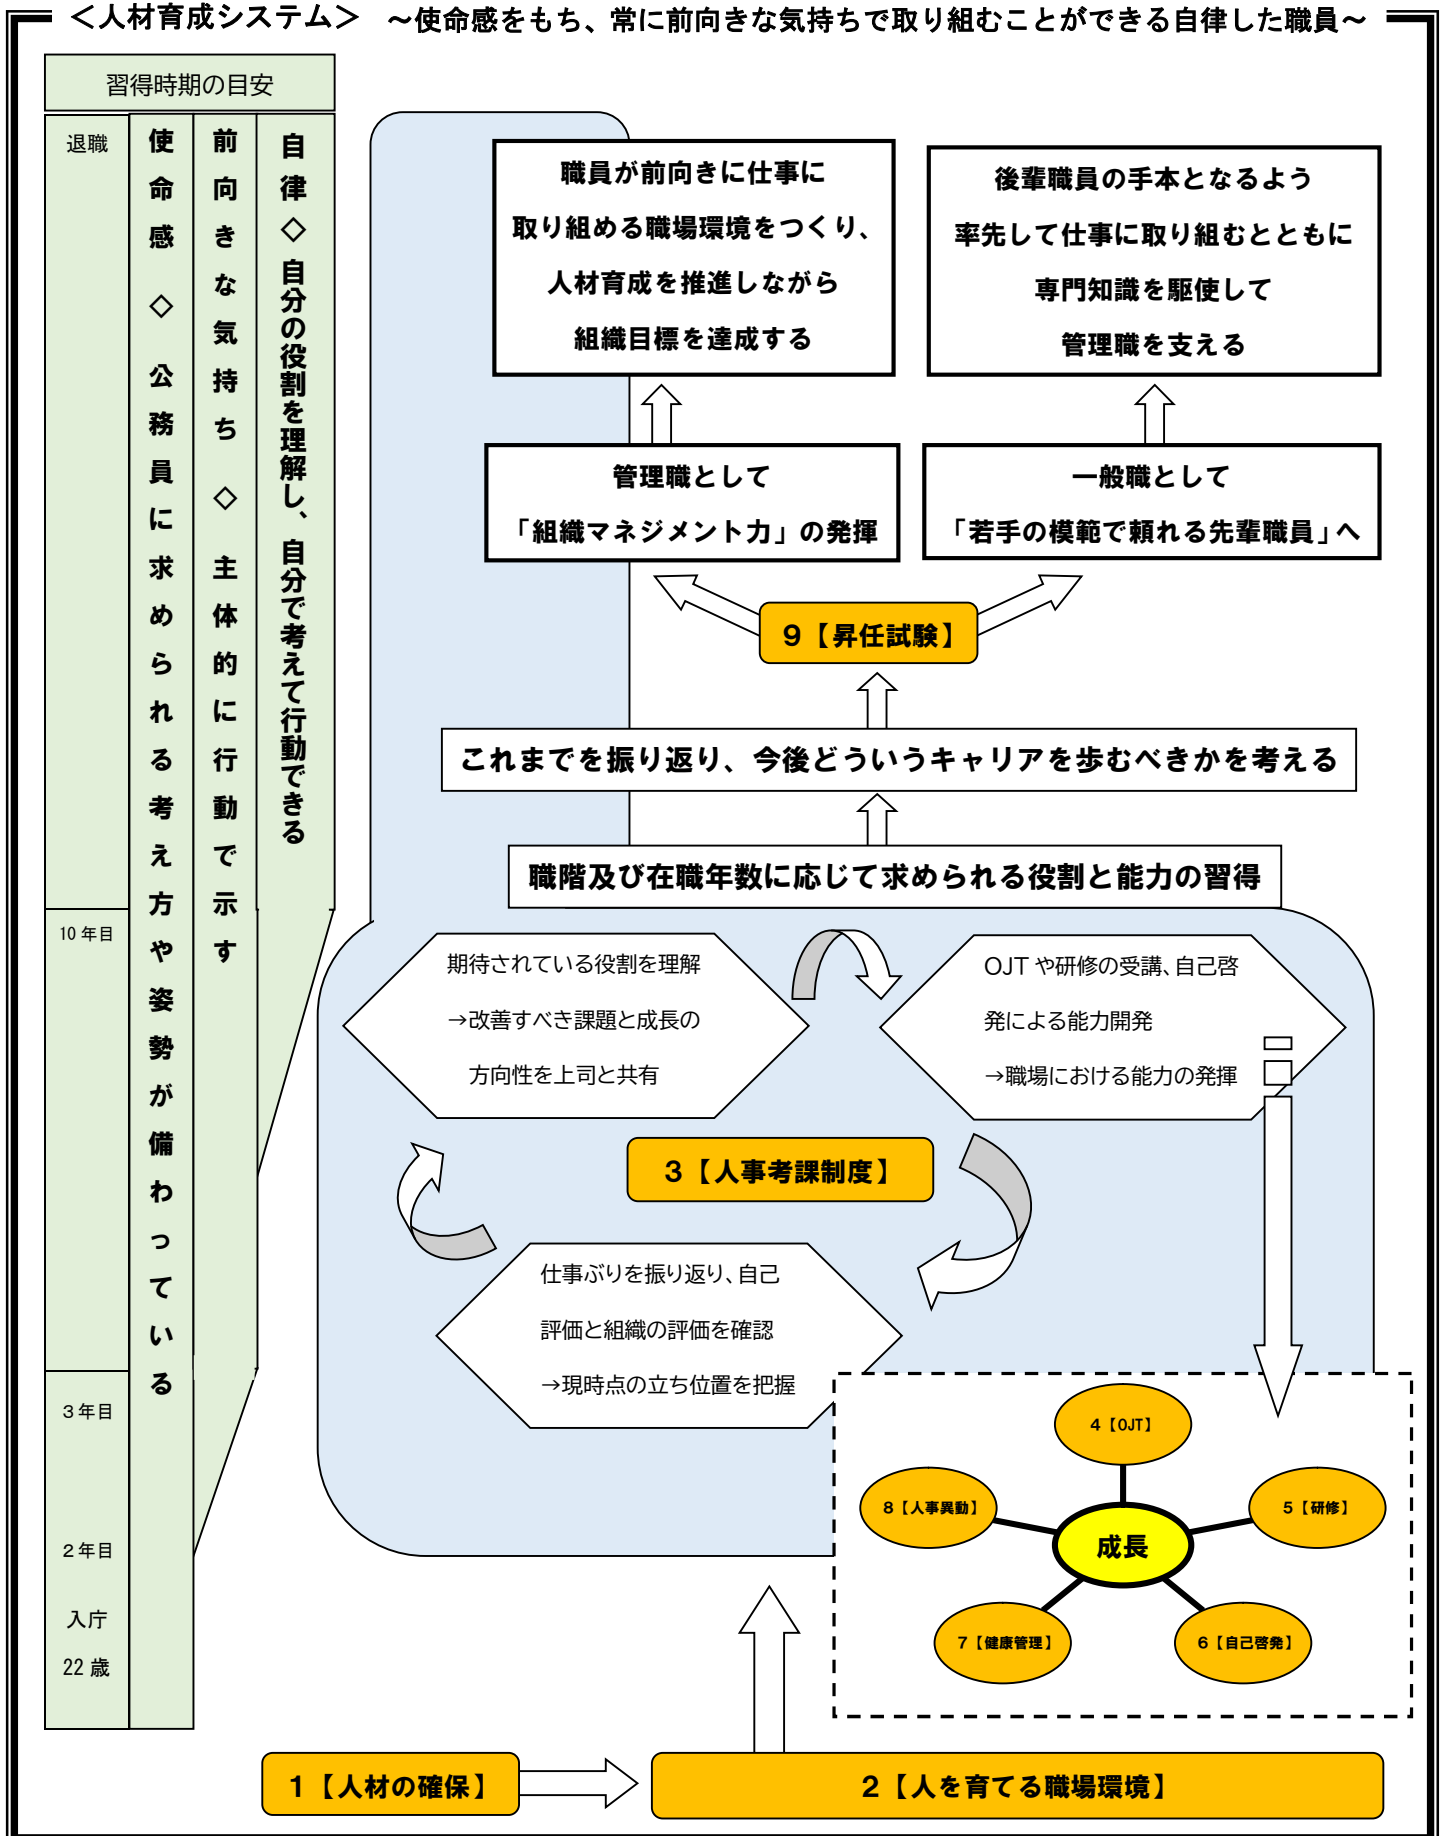 ＜人材育成システム＞　～使命感をもち、常に前向きな気持ちで取り組むことができる自律した職員～
習得時期の目安
退職
10年目
3年目
2年目
入庁
22歳
使命感　◇　公務員に求められる考え方や姿勢が備わっている
前向きな気持ち　◇　主体的に行動で示す
自律◇自分の役割を理解し、自分で考えて行動できる
職員が前向きに仕事に
取り組める職場環境をつくり、
人材育成を推進しながら
組織目標を達成する
後輩職員の手本となるよう
率先して仕事に取り組むとともに
専門知識を駆使して
管理職を支える
管理職として
「組織マネジメント力」の発揮
一般職として
「若手の模範で頼れる先輩職員」へ
9【昇任試験】
これまでを振り返り、今後どういうキャリアを歩むべきかを考える
職階及び在職年数に応じて求められる役割と能力の習得
期待されている役割を理解
→改善すべき課題と成長の
方向性を上司と共有
OJTや研修の受講、自己啓
発による能力開発
→職場における能力の発揮
3【人事考課制度】
仕事ぶりを振り返り、自己
評価と組織の評価を確認
→現時点の立ち位置を把握
4【OJT】
8【人事異動】
5【研修】
成長
7【健康管理】
6【自己啓発】
1【人材の確保】
2【人を育てる職場環境】